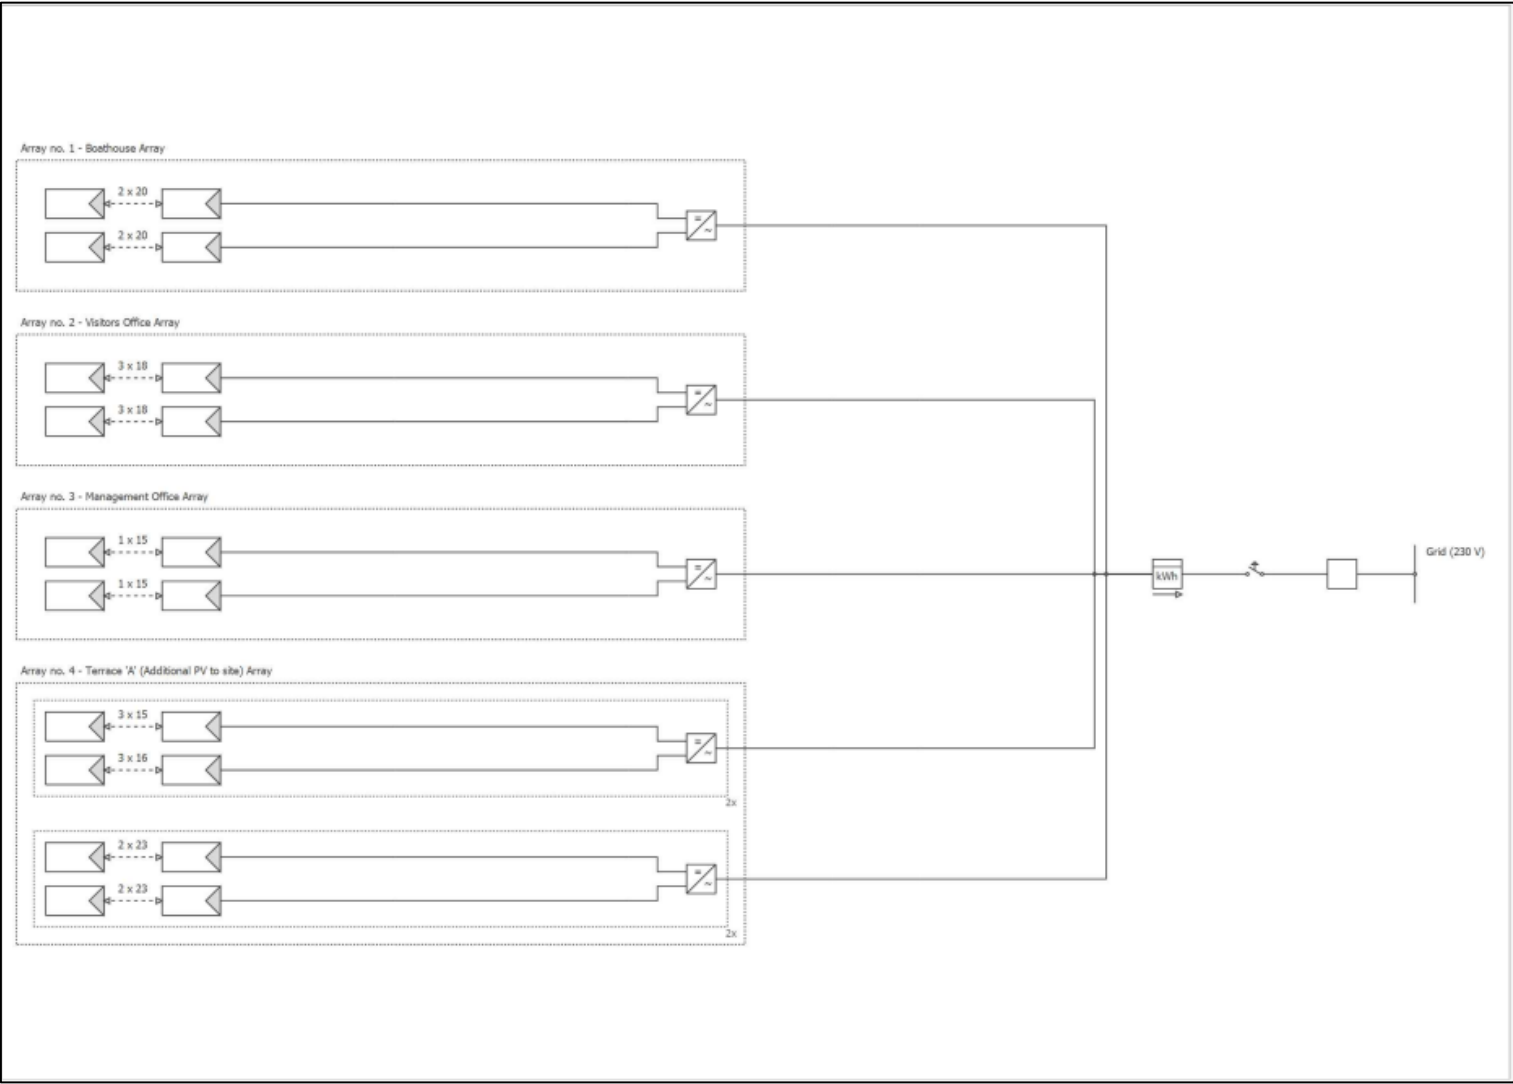 Array no. 1 - Boathouse Array
2 x 20
2 x 20
=
~
Array no. 2 - Visitors Office Array
3 x 18
3 x 18
=
~
Array no. 3 - Management Office Array
1 x 15
1 x 15
=
~
kWh
Grid (230 V)
Array no. 4 - Terrace 'A' (Additional PV to site) Array
3 x 15
3 x 16
=
~
2x
2 x 23
2 x 23
=
~
2x